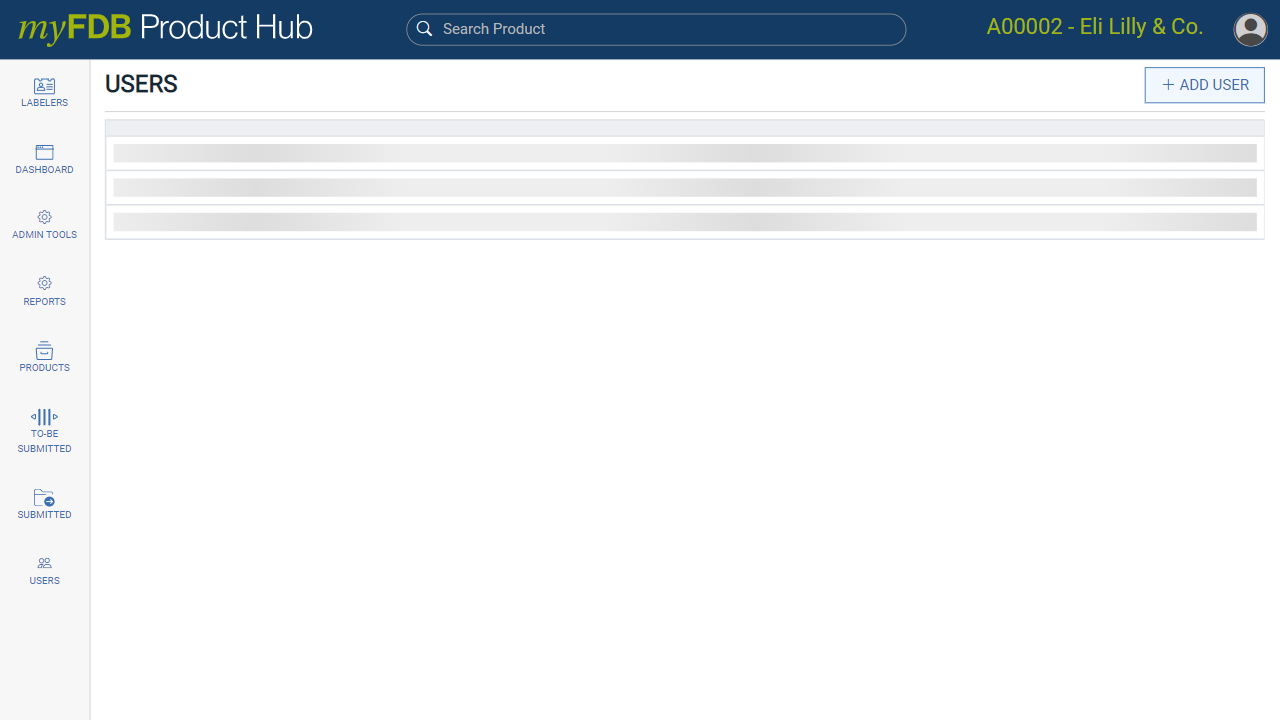 myFDB Product Hub
Search Product
A00002 - Eli Lilly & Co.
LABELERS
DASHBOARD
ADMIN TOOLS
REPORTS
PRODUCTS
TO-BE
SUBMITTED
SUBMITTED
USERS
USERS
ADD USER